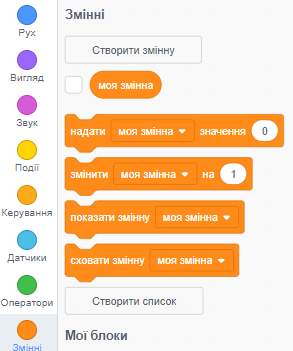 Рух
Вигляд
Звук
Події
Керування
Датчики
Оператори
Змінні
Змінні
Створити змінну
моя змінна
надати моя змінна значення 0
змінити моя змінна на 1
показати змінну моя змінна
сховати змінну моя змінна
Створити список
Мої блоки